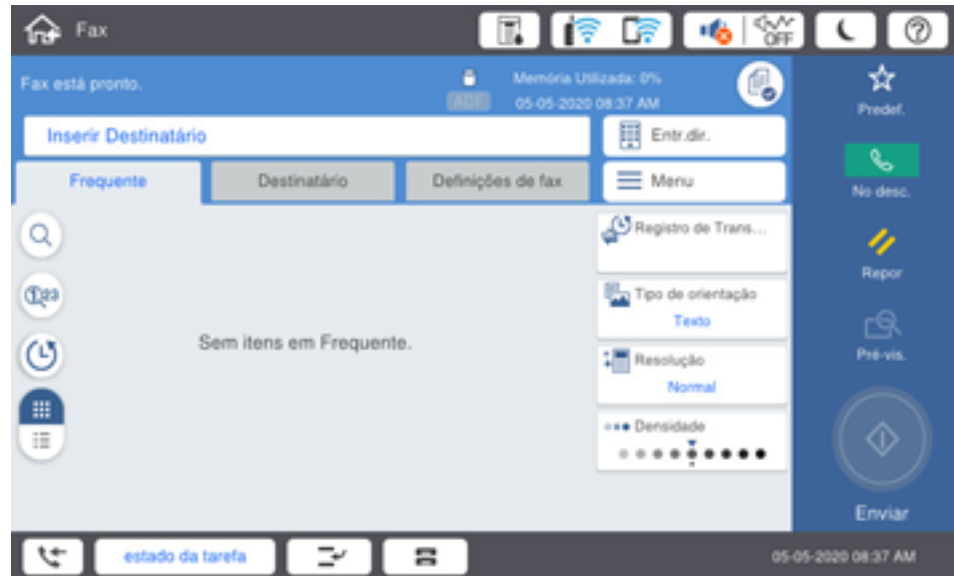 Fax
OFF
Fax está pronto.
Memória Utilizada: 0%
ADF
05-05-2020 08:37 AM
Predef.
Inserir Destinatário
Entr.dir.
Frequente
Destinatário
Definições de fax
Menu
No desc.
Registro de Trans...
Repor
123
Tipo de orientação
Texto
Sem itens em Frequente.
Resolução
Normal
Pré-vis.
Densidade
Enviar
estado da tarefa
05-05-2020 08:37 AM